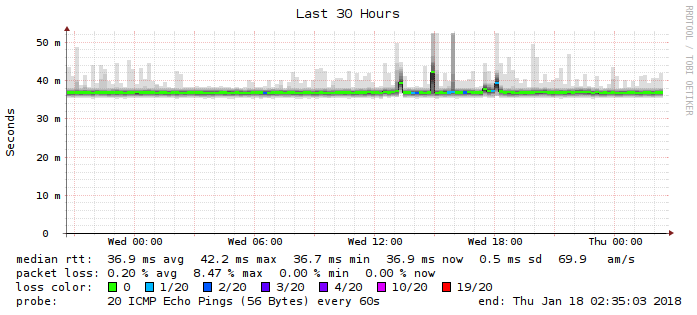 Last 30 Hours
RRDTOOL / TOBI OETIKER
Seconds
50 m
40 m
30 m
20 m
10 m
0
Wed 00:00 Wed 06:00 Wed 12:00 Wed 18:00 Thu 00:00
median rtt: 36.9 ms avg 42.2 ms max 36.7 ms min 36.9 ms now 0.5 ms sd 69.9 am/s
packet loss: 0.20 % avg 8.47 % max 0.00 % min 0.00 % now
loss color: 0 1/20 2/20 3/20 4/20 10/20 19/20
probe: 20 ICMP Echo Pings (56 Bytes) every 60s end: Thu Jan 18 02:35:03 2018